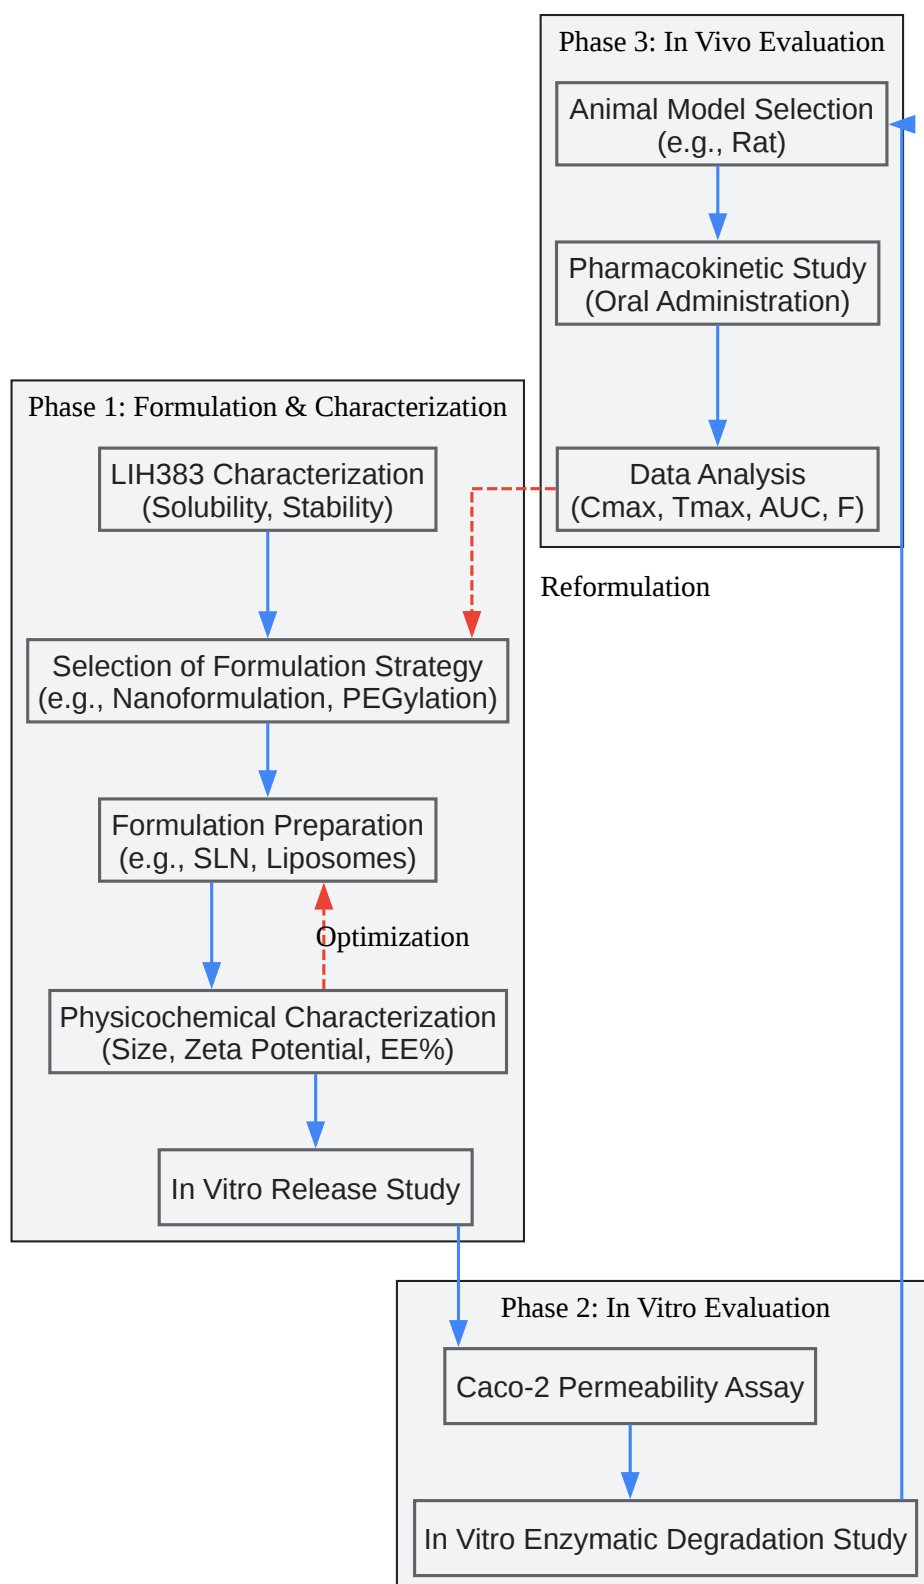 Phase 3: In Vivo Evaluation
Animal Model Selection
(e.g., Rat)
Pharmacokinetic Study
(Oral Administration)
Data Analysis
(Cmax, Tmax, AUC, F)
Reformulation
Phase 1: Formulation & Characterization
LIH383 Characterization
(Solubility, Stability)
Selection of Formulation Strategy
(e.g., Nanoformulation, PEGylation)
Formulation Preparation
(e.g., SLN, Liposomes)
Optimization
Physicochemical Characterization
(Size, Zeta Potential, EE%)
In Vitro Release Study
Phase 2: In Vitro Evaluation
Caco-2 Permeability Assay
In Vitro Enzymatic Degradation Study